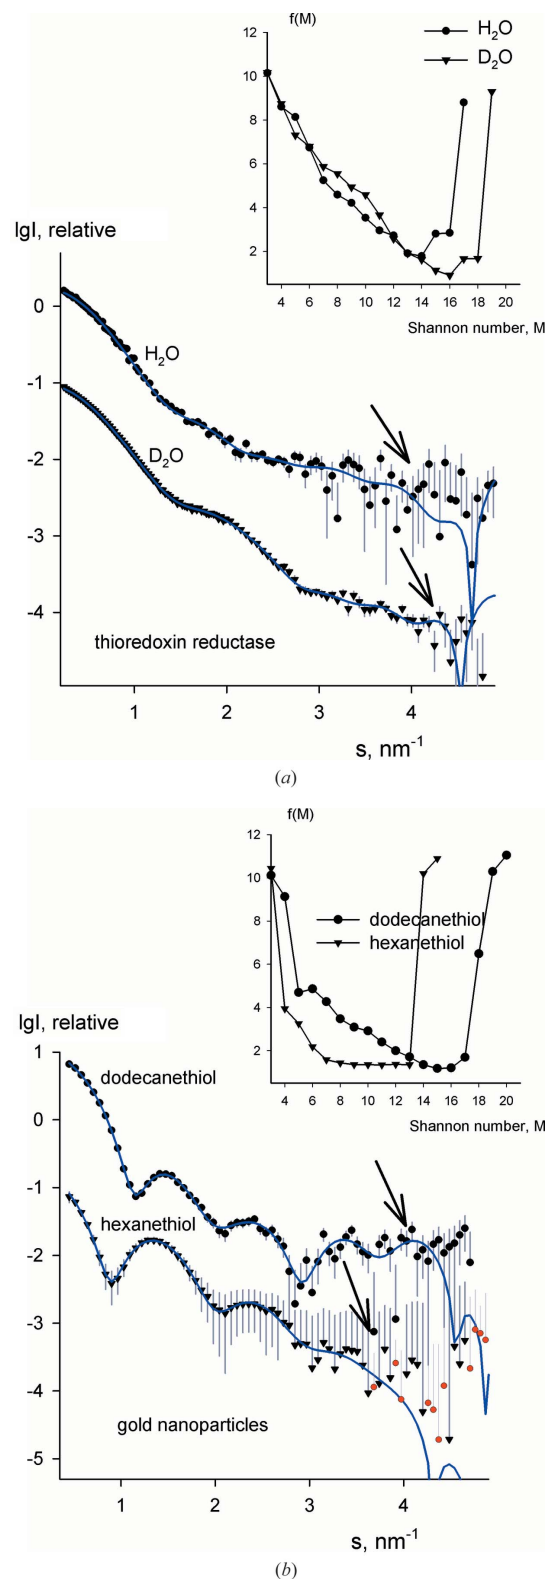 f(M)
H₂O
D₂O
12
10
8
6
4
2
4 6 8 10 12 14 16 18 20
Shannon number, M
lgI, relative
0
-1
-2
-3
-4
H₂O
D₂O
thioredoxin reductase
1 2 3 4
s, nm⁻¹
(a)
f(M)
12
10
8
6
4
2
dodecanethiol
hexanethiol
4 6 8 10 12 14 16 18 20
Shannon number, M
lgI, relative
1
0
-1
-2
-3
-4
-5
dodecanethiol
hexanethiol
gold nanoparticles
1 2 3 4
s, nm⁻¹
(b)